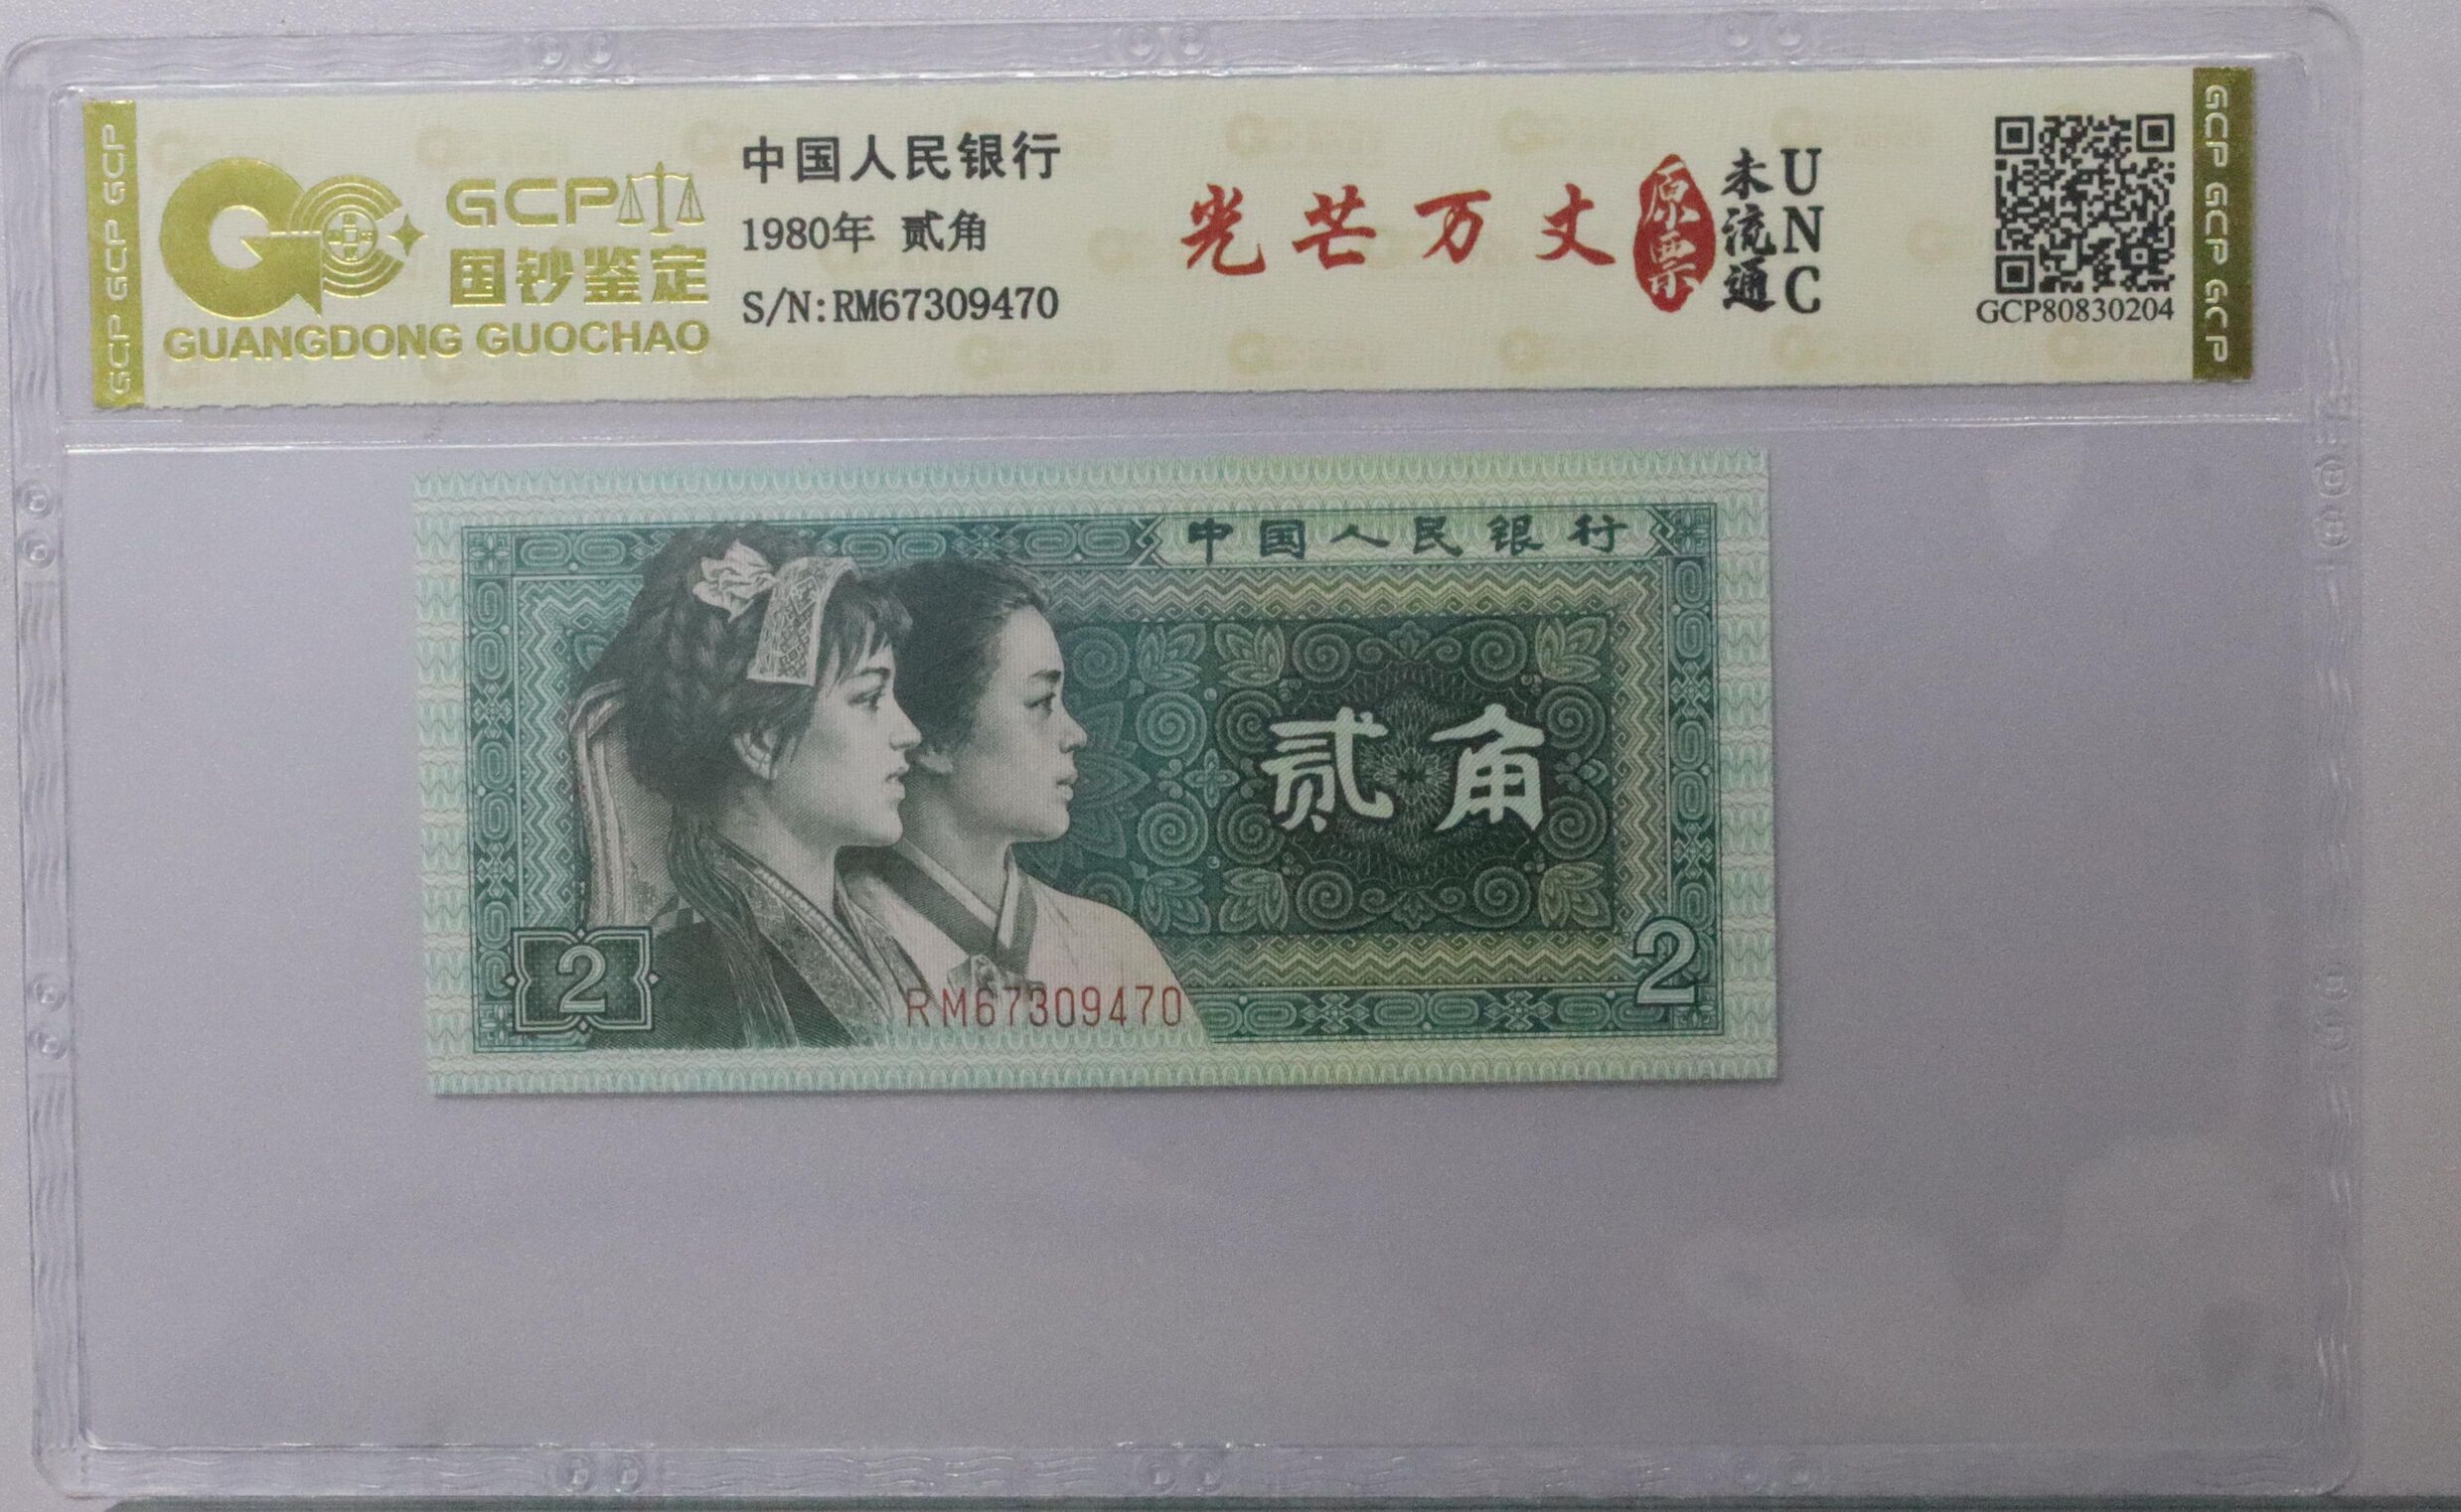 GCP GCP GCP
GCP
国钞鉴定
GUANGDONG GUOCHAO
中国人民银行
1980年 贰角
S/N:RM67309470
光芒万丈
原票
未流通
UNC
GCP80830204
GCP GCP GCP
中国人民银行
贰角
2
RM67309470
2